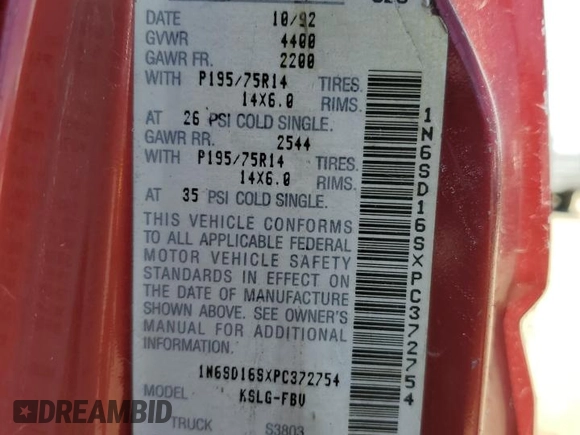 DATE 10/92
GVWR 4400
GAWR FR. 2200
WITH P195/75R14 TIRES.
14X6.0 RIMS.
AT 26 PSI COLD SINGLE.
GAWR RR. 2544
WITH P195/75R14 TIRES.
14X6.0 RIMS.
AT 35 PSI COLD SINGLE.
THIS VEHICLE CONFORMS
TO ALL APPLICABLE FEDERAL
MOTOR VEHICLE SAFETY
STANDARDS IN EFFECT ON
THE DATE OF MANUFACTURE
SHOWN ABOVE. SEE OWNER'S
MANUAL FOR ADDITIONAL
INFORMATION.
1N6SD16SXPC372754
MODEL KSLG-FBU
TRUCK S3803
1N6SD16SXPC372754